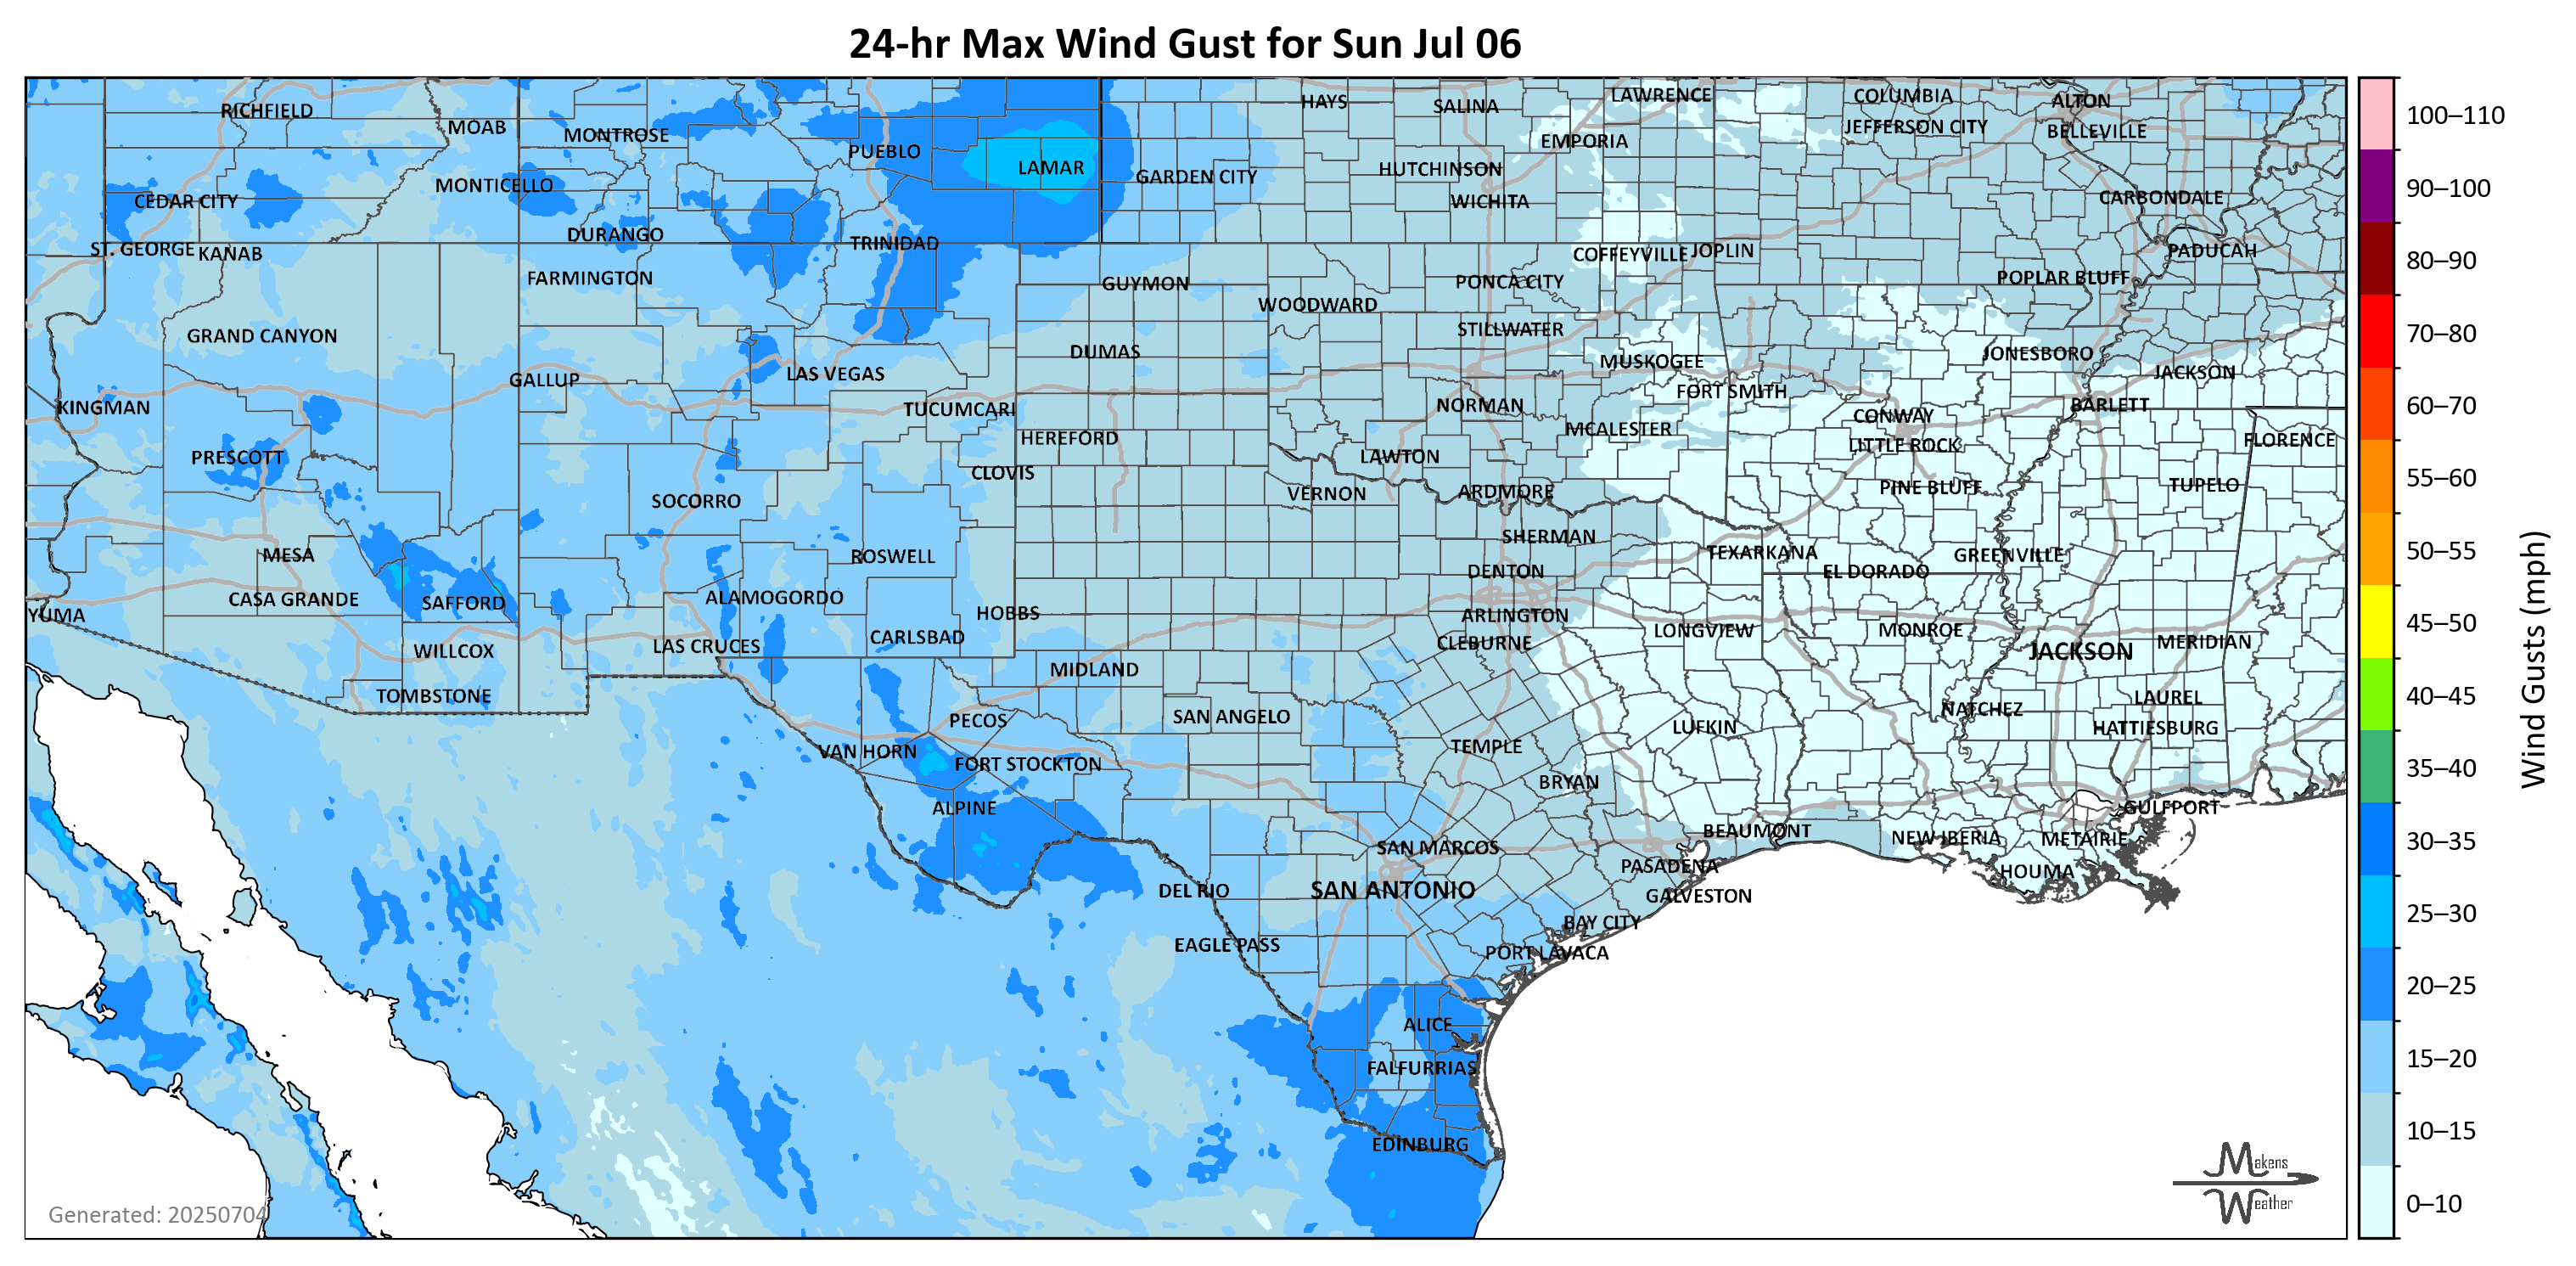 24-hr Max Wind Gust for Sun Jul 06
RICHFIELD
MOAB
MONTROSE
PUEBLO
LAMAR
GARDEN CITY
HAYS
SALINA
LAWRENCE
EMPORIA
HUTCHINSON
WICHITA
COLUMBIA
JEFFERSON CITY
ALTON
BELLEVILLE
CARBONDALE
CEDAR CITY
MONTICELLO
ST. GEORGE
KANAB
DURANGO
TRINIDAD
FARMINGTON
GUYMON
WOODWARD
PONCA CITY
COFFEYVILLE
JOPLIN
POPLAR BLUFF
PADUCAH
GRAND CANYON
STILLWATER
DUMAS
MUSKOGEE
JONESBORO
JACKSON
GALLUP
LAS VEGAS
FORT SMITH
KINGMAN
TUCUMCARI
NORMAN
CONWAY
BARLETT
HEREFORD
MCALESTER
LITTLE ROCK
FLORENCE
PRESCOTT
CLOVIS
LAWTON
SOCORRO
VERNON
ARDMORE
PINE BLUFF
TUPELO
MESA
ROSWELL
SHERMAN
TEXARKANA
GREENVILLE
DENTON
EL DORADO
YUMA
CASA GRANDE
SAFFORD
ALAMOGORDO
HOBBS
ARLINGTON
CLEBURNE
LONGVIEW
MONROE
MERIDIAN
WILLCOX
LAS CRUCES
CARLSBAD
MIDLAND
JACKSON
TOMBSTONE
PECOS
SAN ANGELO
LUFKIN
NATCHEZ
LAUREL
HATTIESBURG
VAN HORN
FORT STOCKTON
TEMPLE
BRYAN
ALPINE
GULFPORT
SAN MARCOS
BEAUMONT
NEW IBERIA
METAIRIE
PASADENA
HOUMA
DEL RIO
SAN ANTONIO
GALVESTON
BAY CITY
EAGLE PASS
PORT LAVACA
ALICE
FALFURRIAS
EDINBURG
Generated: 20250704
Makens
Weather
100–110
90–100
80–90
70–80
60–70
55–60
50–55
45–50
40–45
35–40
30–35
25–30
20–25
15–20
10–15
0–10
Wind Gusts (mph)